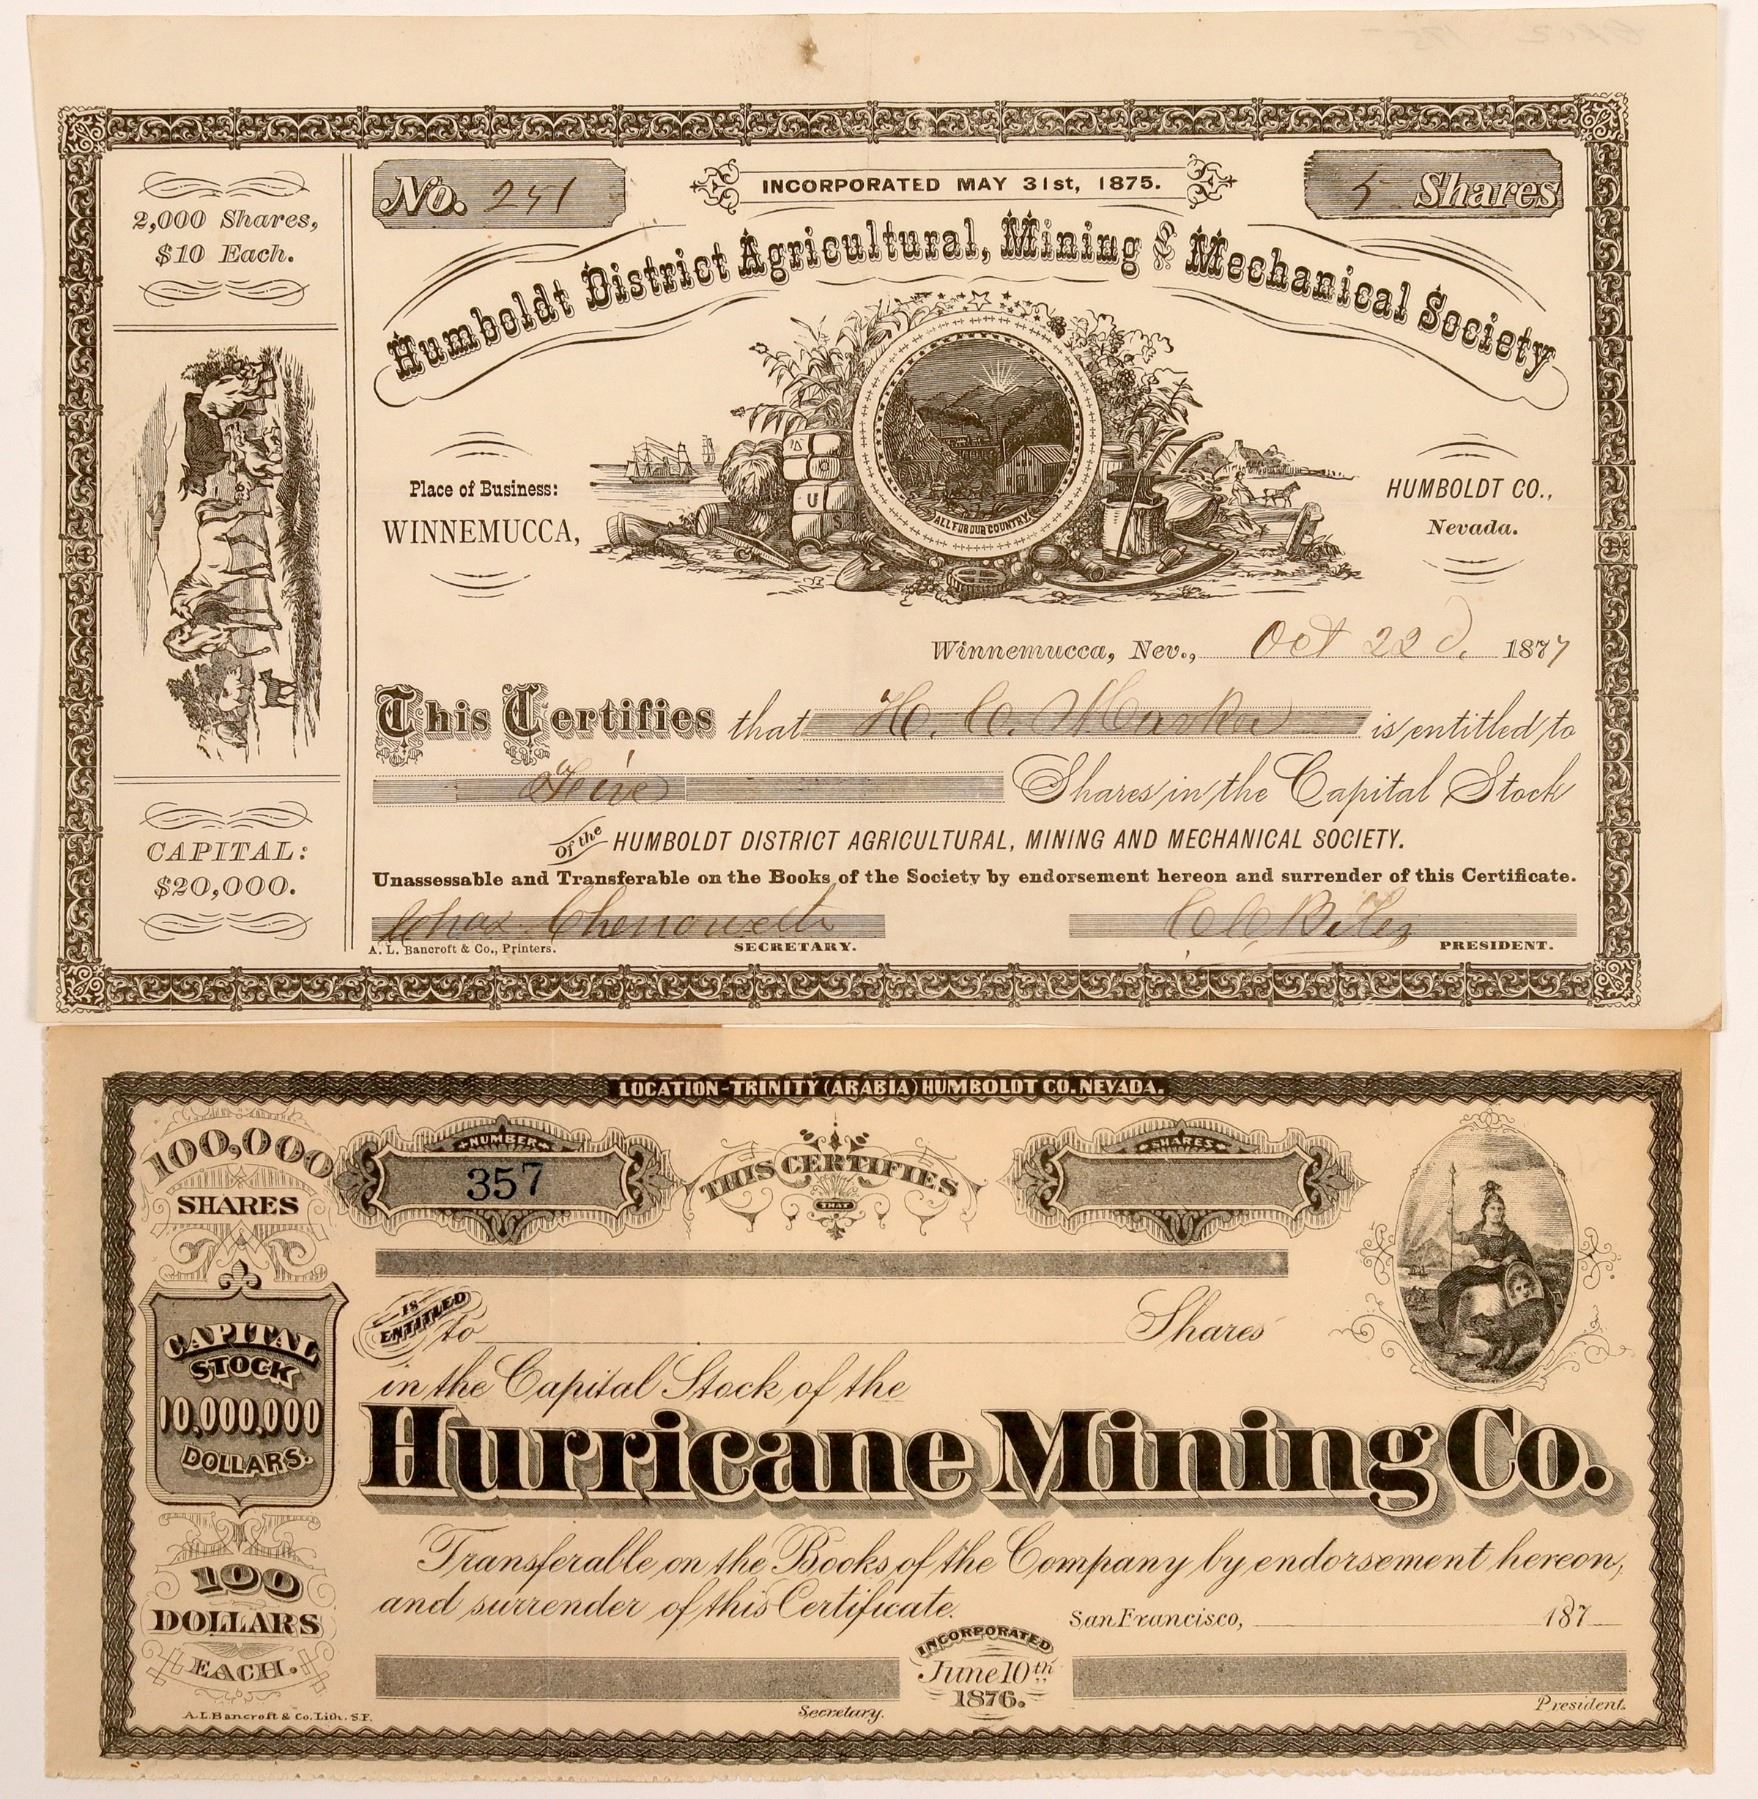 2,000 Shares,
$10 Each.
CAPITAL:
$20,000.
No. 251
INCORPORATED MAY 31st, 1875.
5 Shares
Humboldt District Agricultural, Mining & Mechanical Society
Place of Business:
WINNEMUCCA,
U S
ALL FOR OUR COUNTRY
HUMBOLDT CO.,
Nevada.
Winnemucca, Nev., Oct 22d, 1877
This Certifies that H. C. is entitled to
Feive Shares in the Capital Stock
Of the HUMBOLDT DISTRICT AGRICULTURAL, MINING AND MECHANICAL SOCIETY.
Unassessable and Transferable on the Books of the Society by endorsement hereon and surrender of this Certificate.
Chas Chenoweth
A. L. Bancroft & Co., Printers. SECRETARY.
PRESIDENT.
LOCATION-TRINITY (ARABIA) HUMBOLDT CO. NEVADA.
100,000
SHARES
CAPITAL
STOCK
10,000,000
DOLLARS.
100
DOLLARS
EACH.
A.L. Bancroft & Co. Lith. S.F.
NUMBER
357
THIS CERTIFIES
THAT
SHARES
IS
ENTITLED
to Shares
in the Capital Stock of the
Hurricane Mining Co.
Transferable on the Books of the Company by endorsement hereon,
and surrender of this Certificate.
San Francisco, 187
INCORPORATED
June 10th
1876.
Secretary.
President.